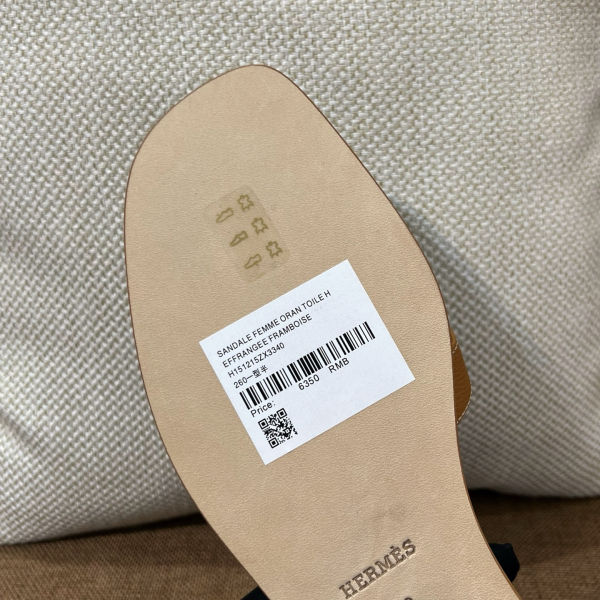 SANDALE FEMME ORAN TOILE H
EFFRANGEE FRAMBOISE
H151215ZX3340
260一型半
Price: 6350 RMB
HERMÈS